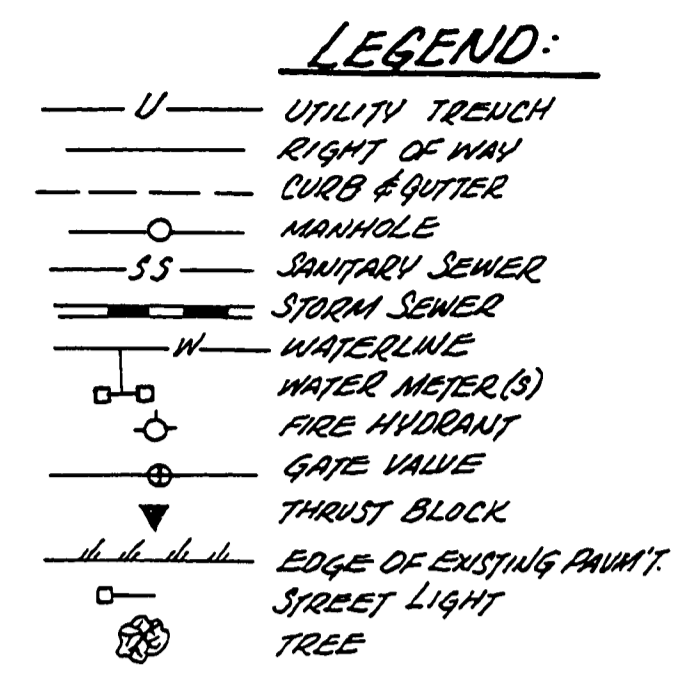 LEGEND:
U UTILITY TRENCH
RIGHT OF WAY
CURB & GUTTER
MANHOLE
SS SANITARY SEWER
STORM SEWER
W WATERLINE
WATER METER(S)
FIRE HYDRANT
GATE VALVE
THRUST BLOCK
EDGE OF EXISTING PAVM'T.
STREET LIGHT
TREE